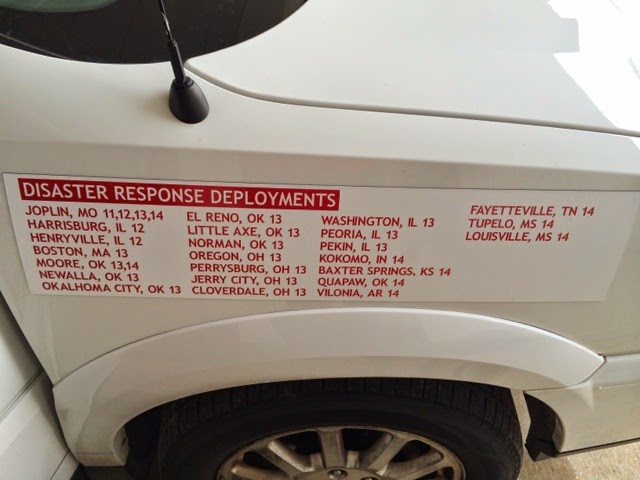 DISASTER RESPONSE DEPLOYMENTS
JOPLIN, MO 11,12,13,14
HARRISBURG, IL 12
HENRYVILLE, IL 12
BOSTON, MA 13
MOORE, OK 13,14
NEWALLA, OK 13
OKALHOMA CITY, OK 13
EL RENO, OK 13
LITTLE AXE, OK 13
NORMAN, OK 13
OREGON, OH 13
PERRYSBURG, OH 13
JERRY CITY, OH 13
CLOVERDALE, OH 13
WASHINGTON, IL 13
PEORIA, IL 13
PEKIN, IL 13
KOKOMO, IN 14
BAXTER SPRINGS, KS 14
QUAPAW, OK 14
VILONIA, AR 14
FAYETTEVILLE, TN 14
TUPELO, MS 14
LOUISVILLE, MS 14